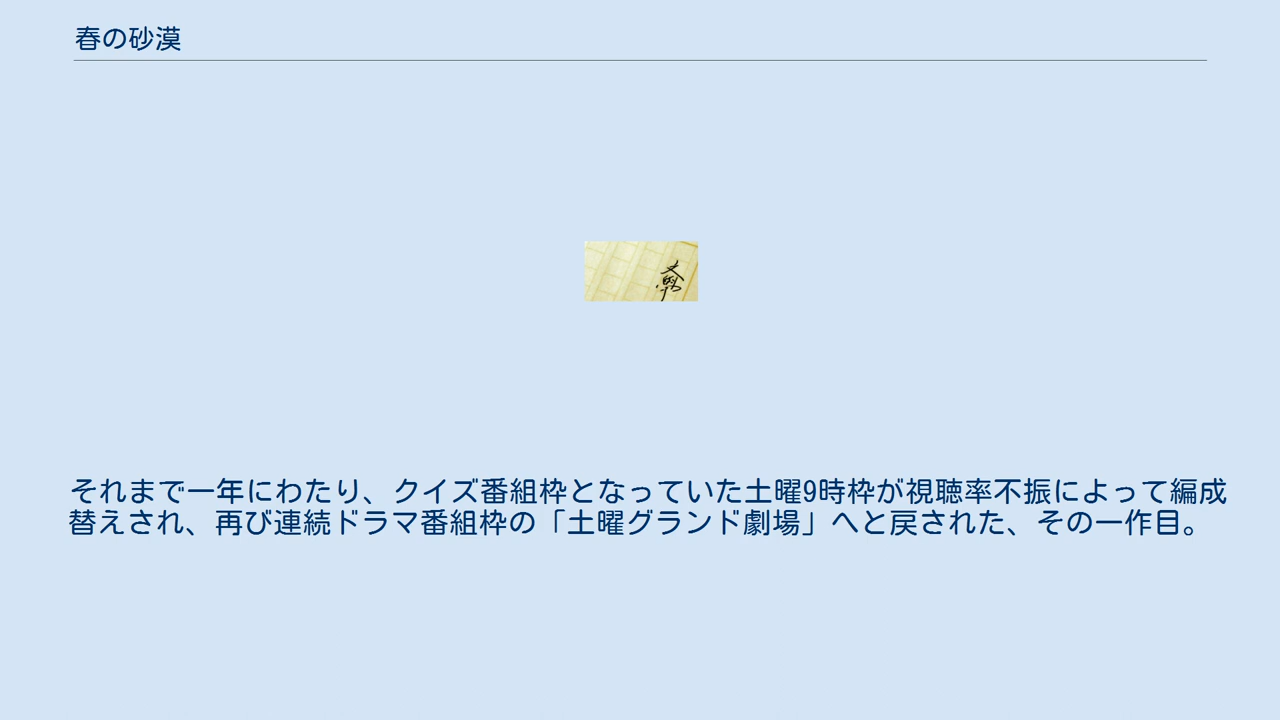 春の砂漠
それまで一年にわたり、クイズ番組枠となっていた土曜9時枠が視聴率不振によって編成
替えされ、再び連続ドラマ番組枠の「土曜グランド劇場」へと戻された、その一作目。